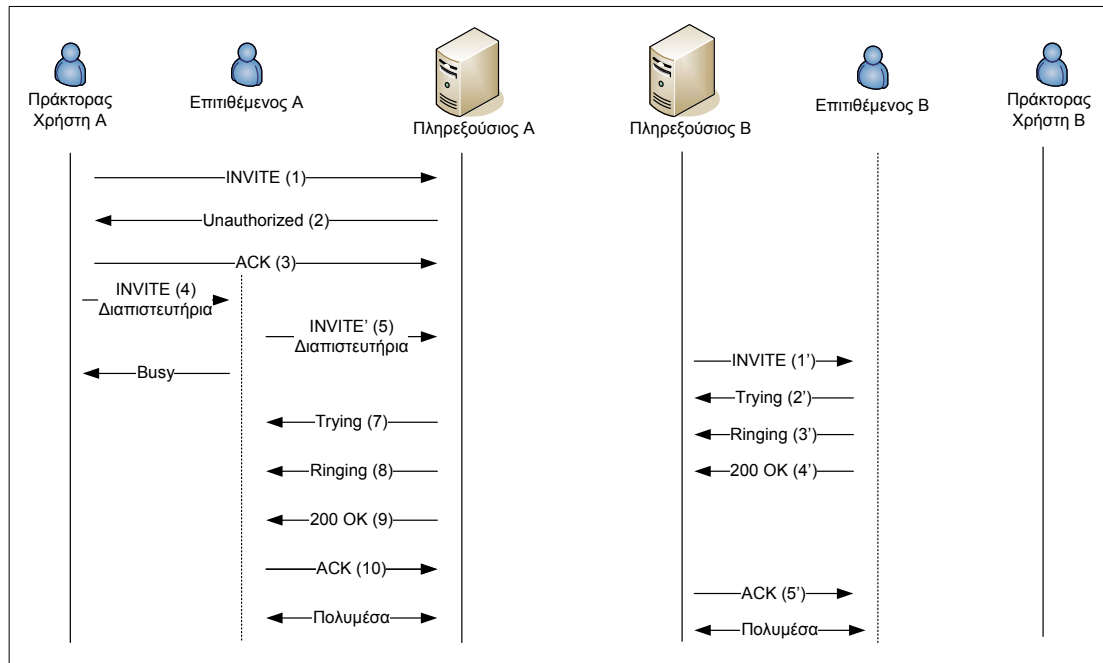 Πράκτορας
Χρήστη Α
Επιτιθέμενος Α
Πληρεξούσιος Α
Πληρεξούσιος Β
Επιτιθέμενος Β
Πράκτορας
Χρήστη Β
INVITE (1)
Unauthorized (2)
ACK (3)
INVITE (4)
Διαπιστευτήρια
INVITE’ (5)
Διαπιστευτήρια
Busy
Trying (7)
Ringing (8)
200 OK (9)
ACK (10)
Πολυμέσα
INVITE (1’)
Trying (2’)
Ringing (3’)
200 OK (4’)
ACK (5’)
Πολυμέσα